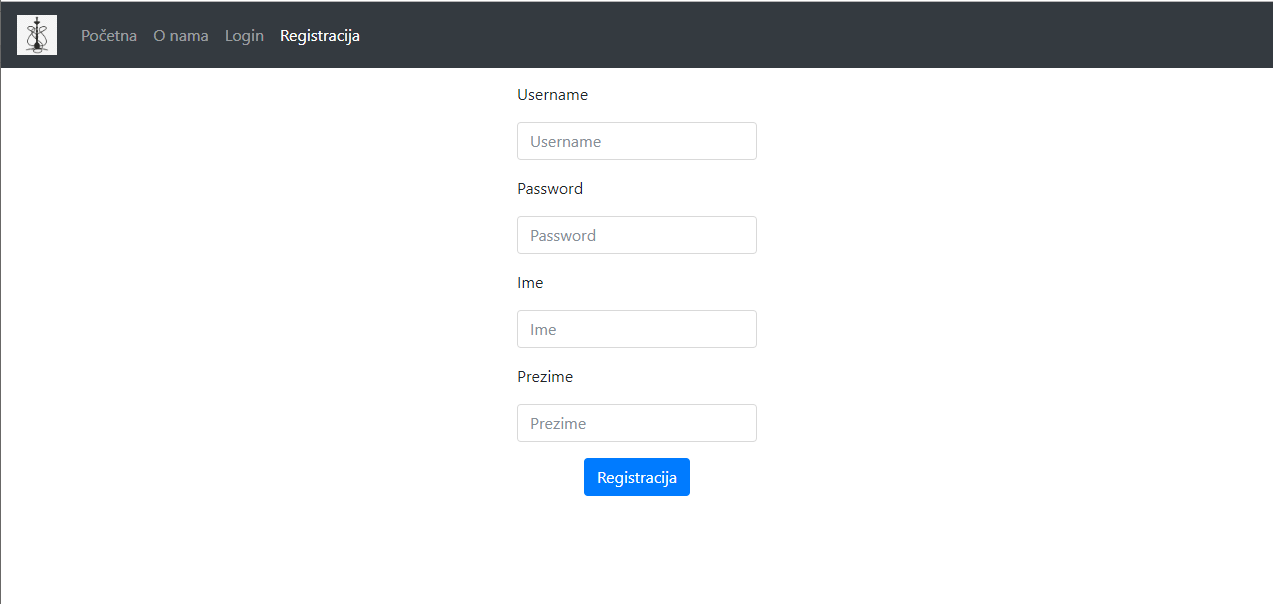 Početna O nama Login Registracija
Username
Username
Password
Password
Ime
Ime
Prezime
Prezime
Registracija